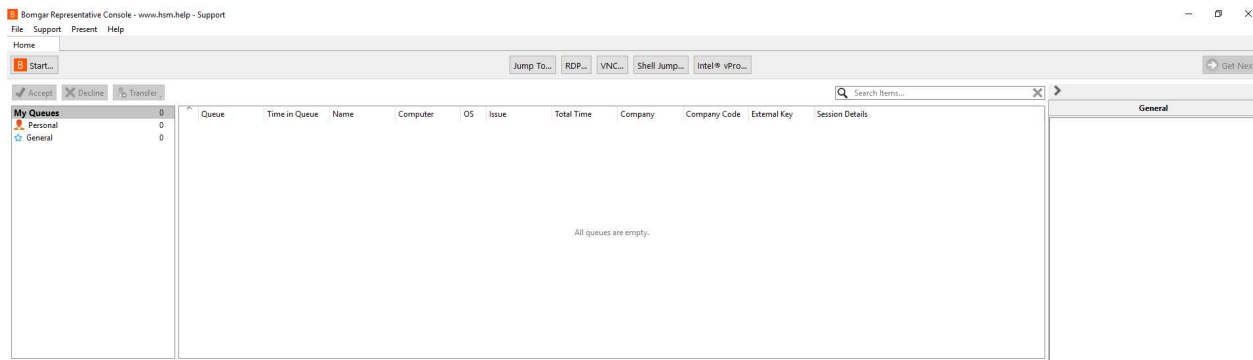 Bomgar Representative Console - www.hsm.help - Support
File Support Present Help
Home
B Start... Jump To... RDP... VNC... Shell Jump... Intel® vPro... Get Nex
Accept Decline Transfer Search Items...
My Queues 0
Personal 0
General 0
Queue Time in Queue Name Computer OS Issue Total Time Company Company Code External Key Session Details
All queues are empty.
General